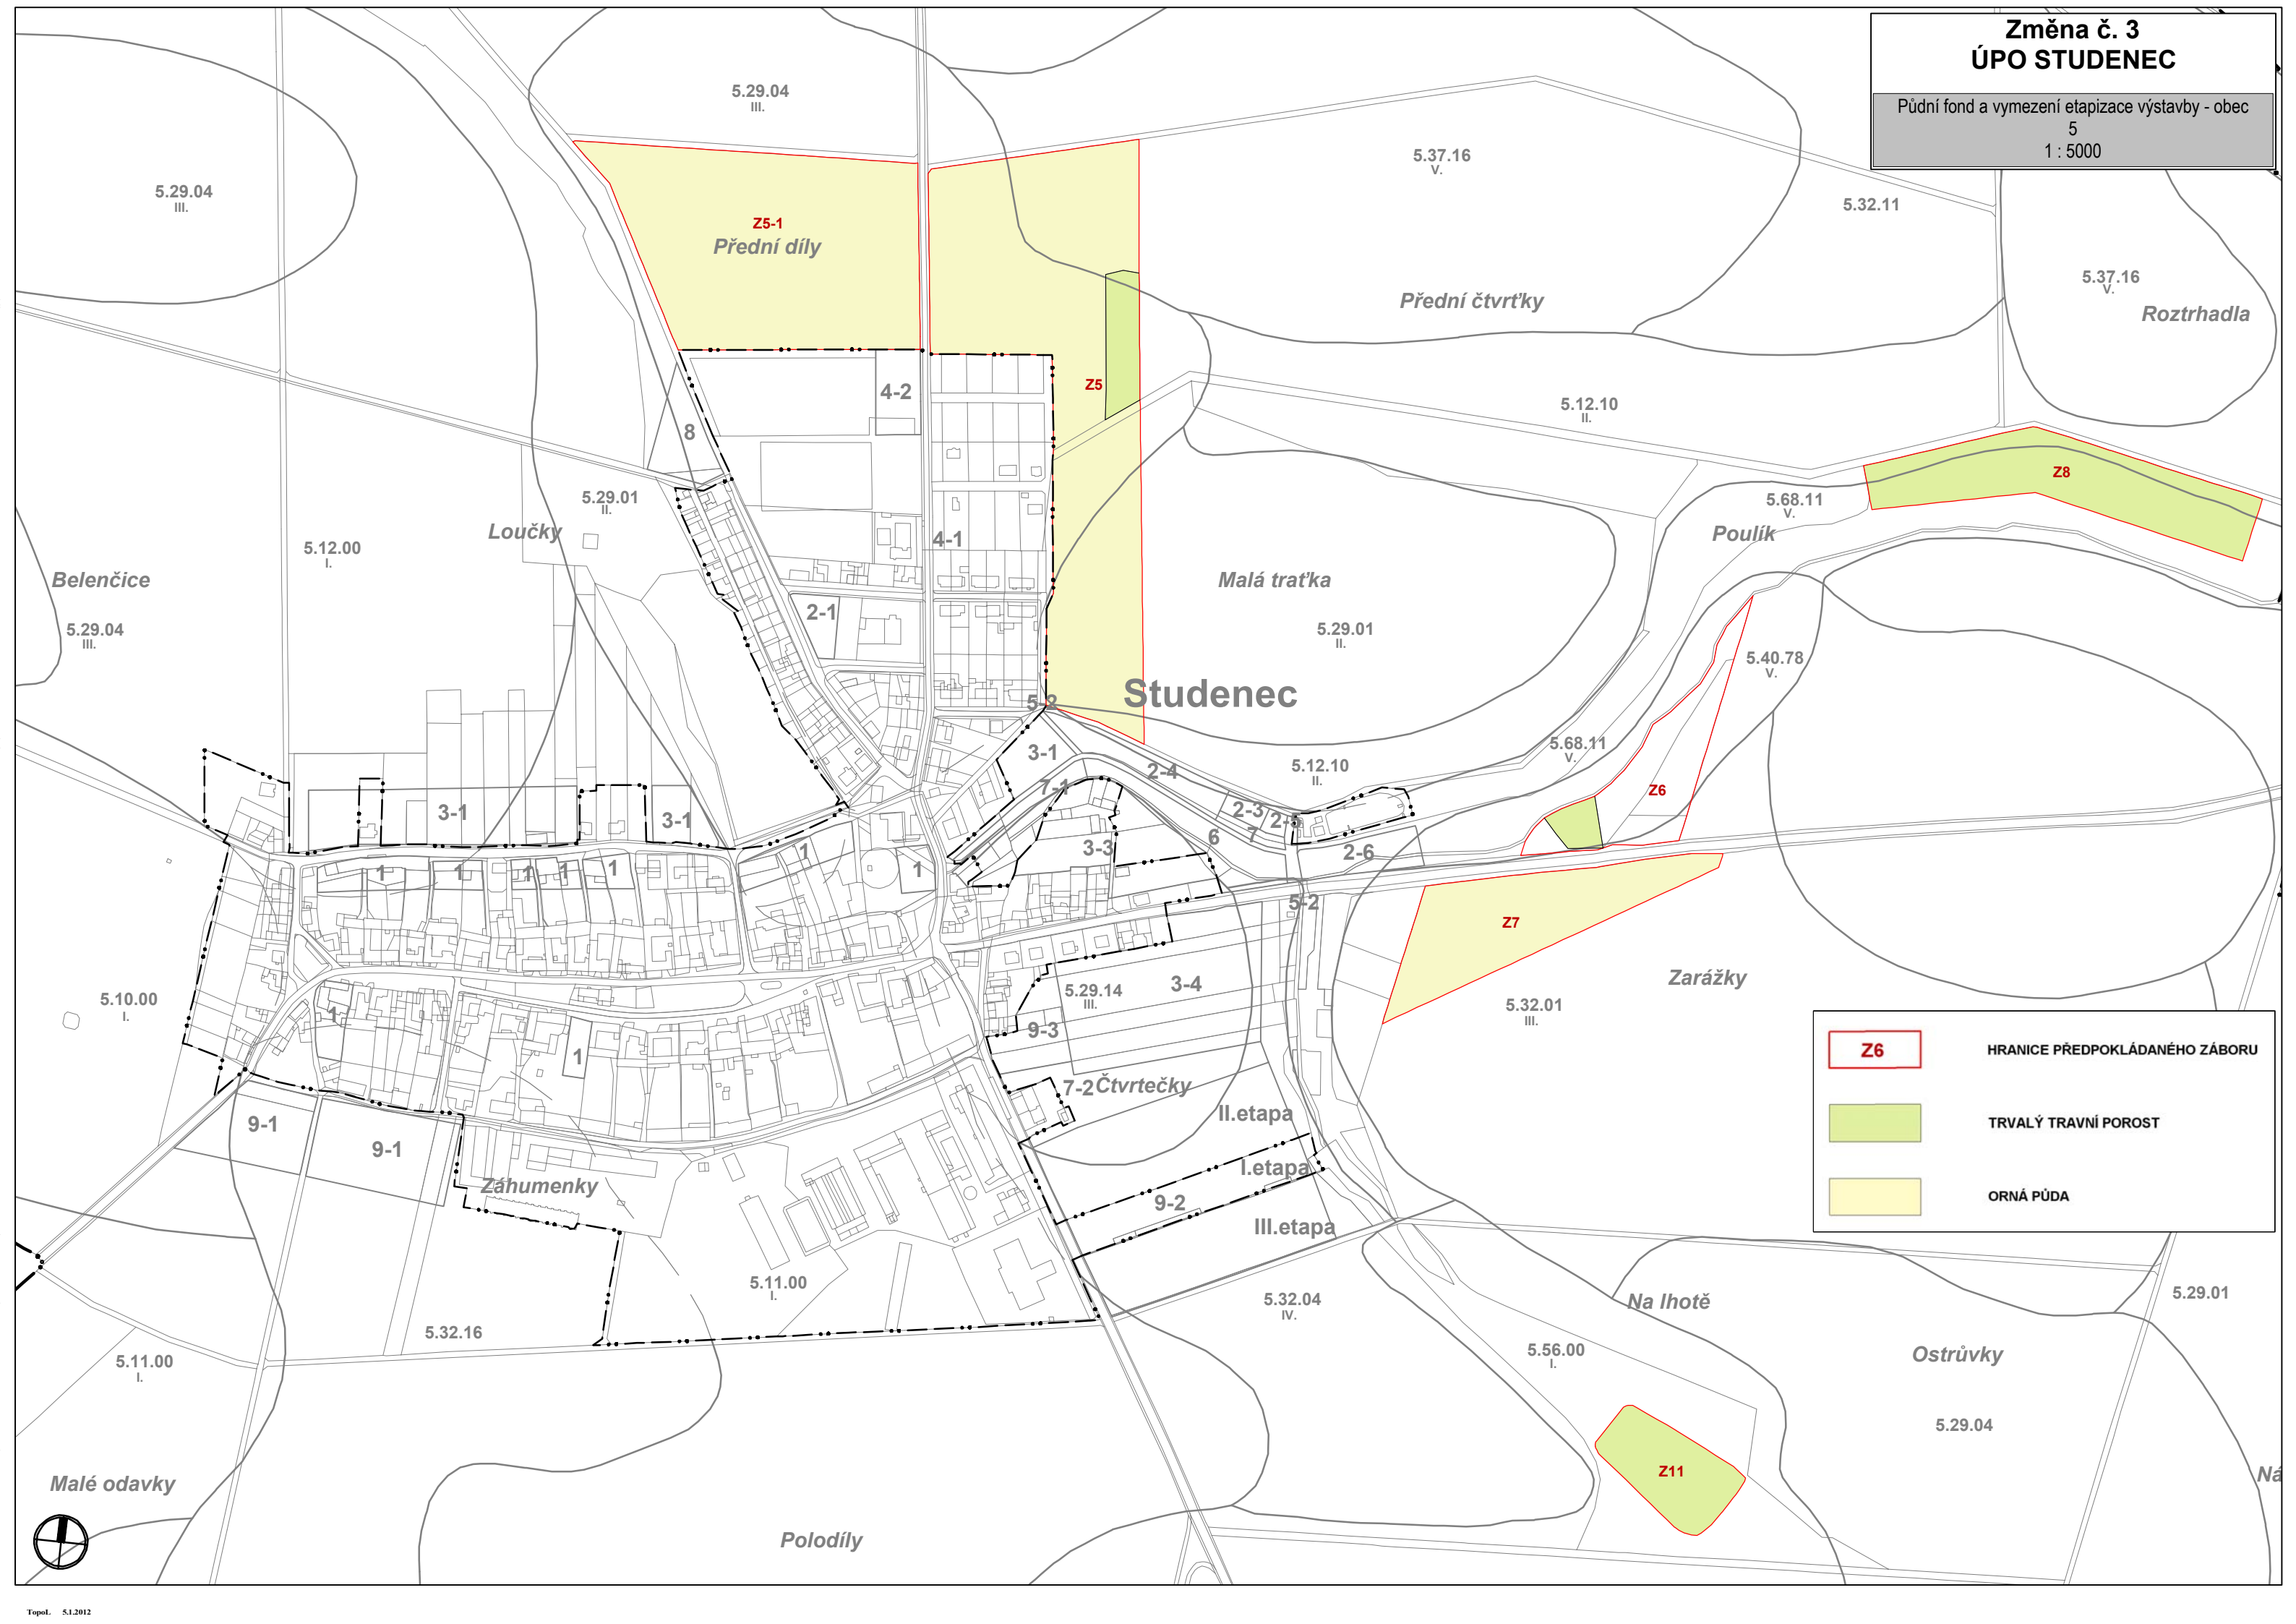 Změna č. 3
ÚPO STUDENEC
Půdní fond a vymezení etapizace výstavby - obec
5
1 : 5000
5.29.04
III.
5.37.16
V.
5.29.04
III.
5.32.11
Z5-1
Přední díly
5.37.16
V.
Přední čtvrťky
Roztrhadla
Z5
4-2
5.12.10
II.
8
Z8
5.29.01
II.
5.68.11
V.
Loučky
Poulík
4-1
5.12.00
I.
Belenčice
Malá traťka
2-1
5.29.04
III.
5.29.01
II.
5.40.78
V.
Studenec
5-2
3-1
5.68.11
V.
2-4
5.12.10
II.
7-1
Z6
3-1
3-1
2-3
2-5
6
7
3-3
2-6
1
1
1
1
1
1
1
5-2
Z7
Zarážky
5.29.14
III.
3-4
5.10.00
I.
5.32.01
III.
1
9-3
1
Z6
HRANICE PŘEDPOKLÁDANÉHO ZÁBORU
7-2
Čtvrtečky
II.etapa
TRVALÝ TRAVNÍ POROST
9-1
9-1
I.etapa
Záhumenky
9-2
ORNÁ PŮDA
III.etapa
5.11.00
I.
5.32.04
IV.
Na lhotě
5.29.01
5.32.16
5.11.00
I.
5.56.00
I.
Ostrůvky
5.29.04
Z11
Malé odavky
Ná
Polodíly
TopoL 5.1.2012